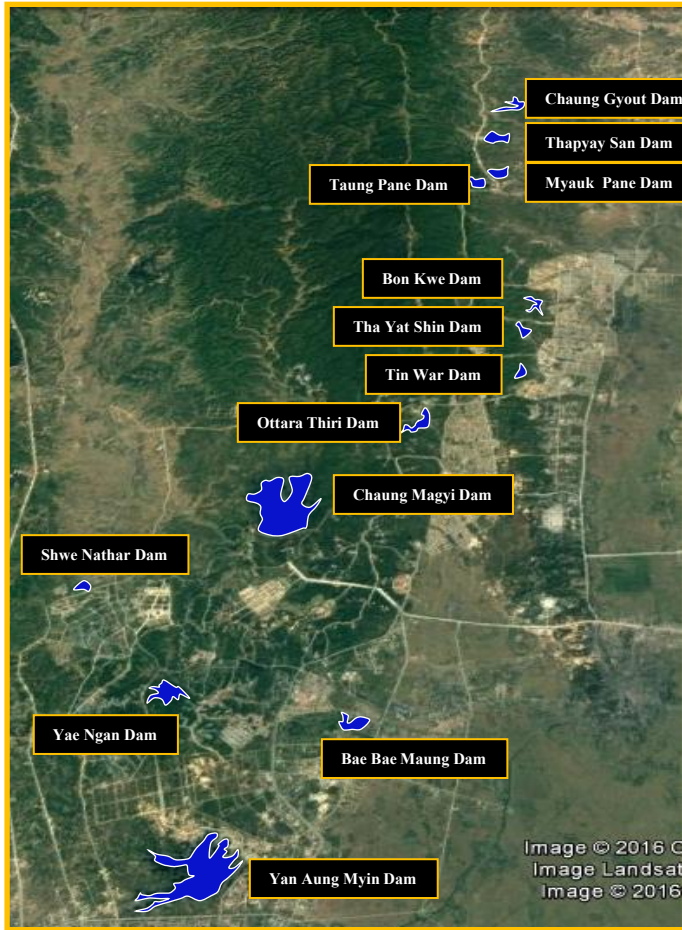 Chaung Gyout Dam
Thapyay San Dam
Taung Pane Dam
Myauk Pane Dam
Bon Kwe Dam
Tha Yat Shin Dam
Tin War Dam
Ottara Thiri Dam
Chaung Magyi Dam
Shwe Nathar Dam
Yae Ngan Dam
Bae Bae Maung Dam
Yan Aung Myin Dam
Image © 2016
Image Landsat
Image © 2016